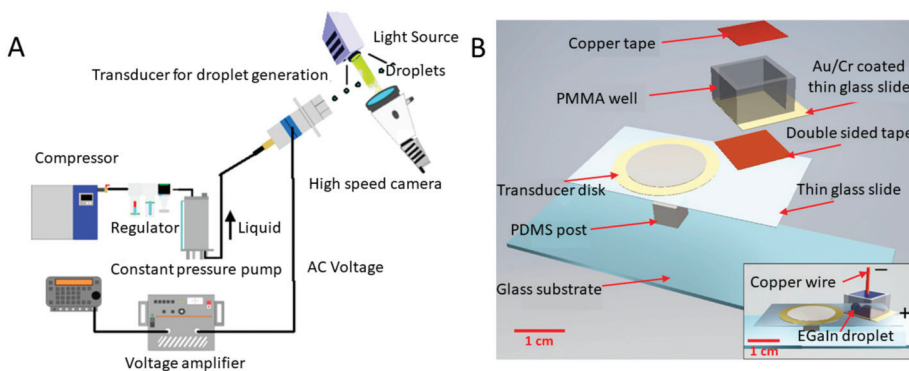 A
Light Source
Transducer for droplet generation
Droplets
Compressor
High speed camera
Regulator
Liquid
Constant pressure pump
AC Voltage
Voltage amplifier
B
Copper tape
Au/Cr coated
thin glass slide
PMMA well
Double sided tape
Transducer disk
Thin glass slide
PDMS post
Glass substrate
Copper wire
−
+
EGaIn droplet
1 cm
1 cm